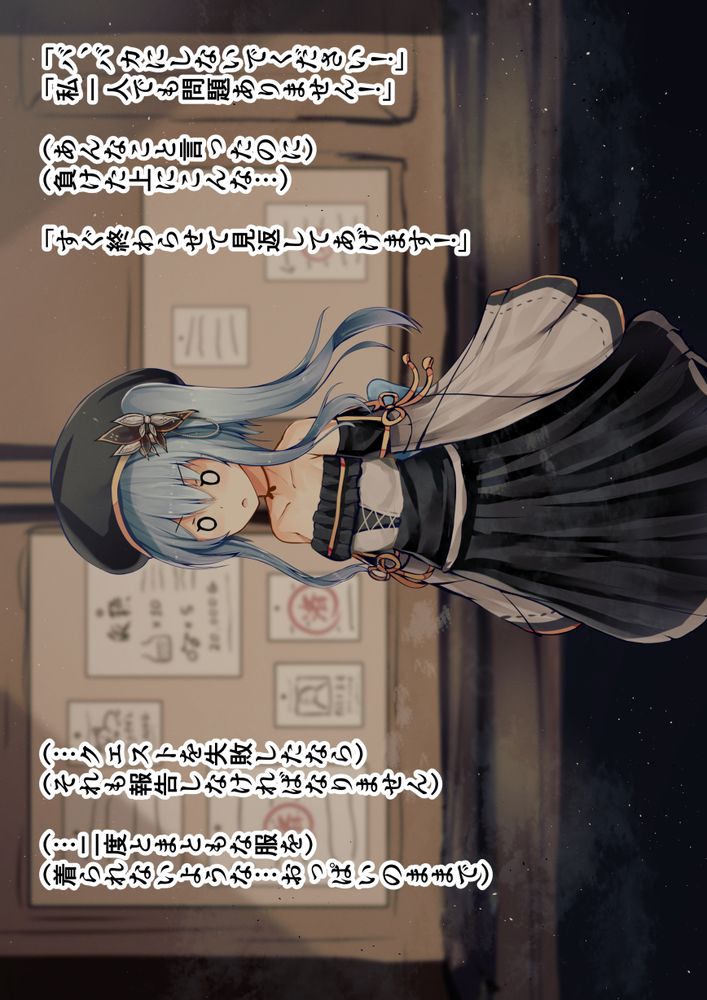 「バ、バカにしないでください！」
「私一人でも問題ありません！」
（あんなこと言ったのに）
（負けた上にこんな…）
「すぐ終わらせて見返してあげます！」
（…クエストを失敗したなら）
（それも報告しなければなりません）
（…二度とまともな服を）
（着られないような…おっぱいのままで）